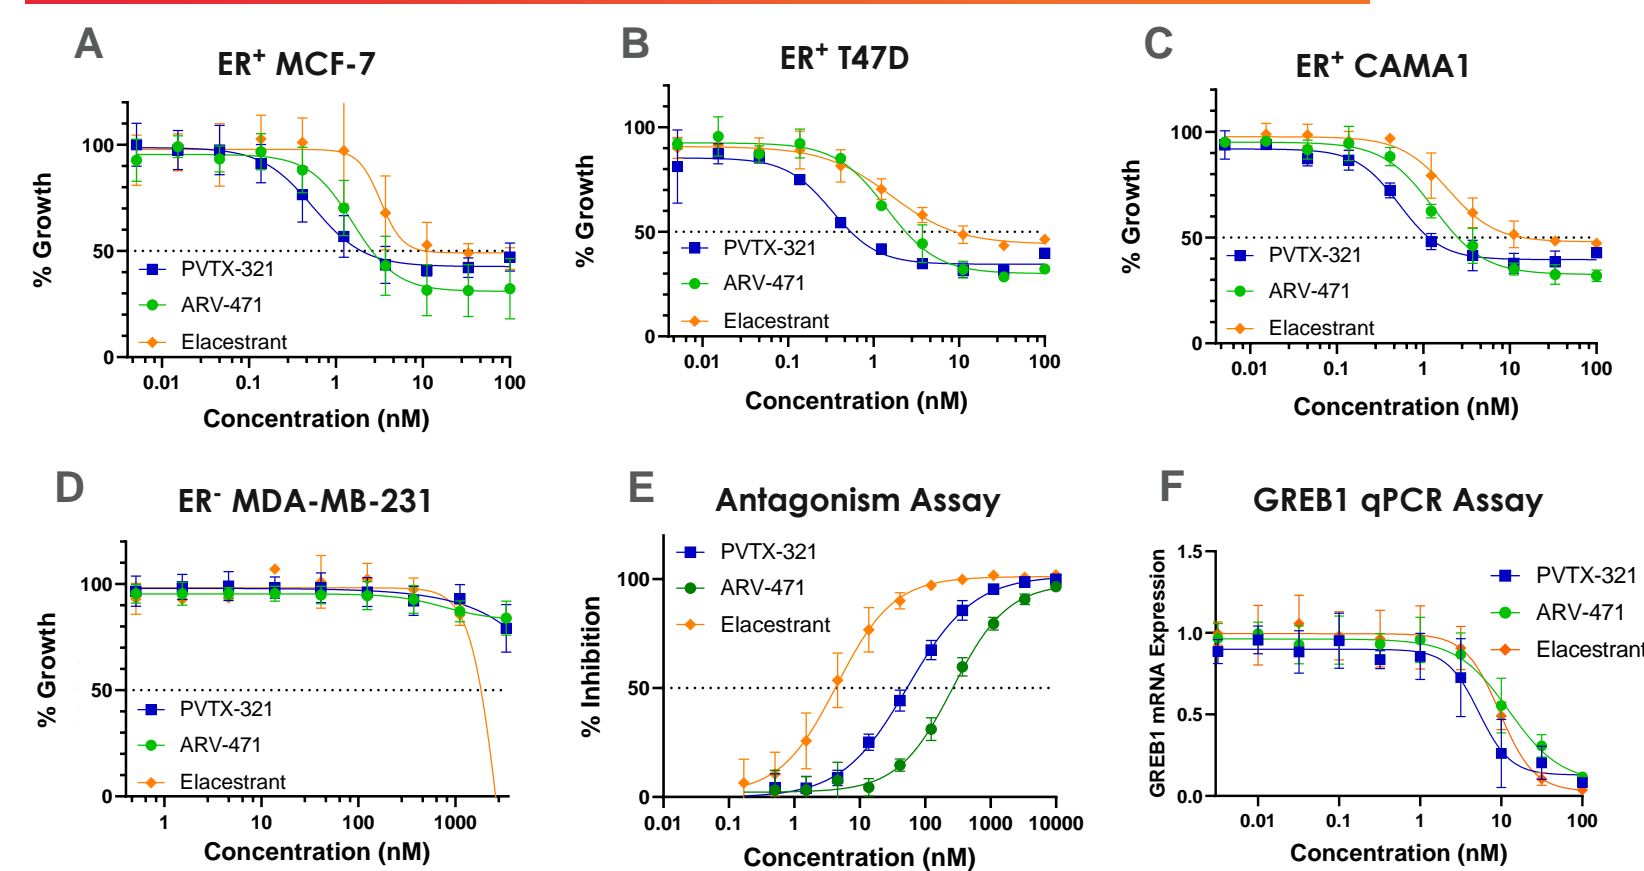 A
ER+ MCF-7
% Growth
100
50
0
PVTX-321
ARV-471
Elacestrant
0.01 0.1 1 10 100
Concentration (nM)
B
ER+ T47D
% Growth
100
50
0
PVTX-321
ARV-471
Elacestrant
0.01 0.1 1 10 100
Concentration (nM)
C
ER+ CAMA1
% Growth
100
50
0
PVTX-321
ARV-471
Elacestrant
0.01 0.1 1 10 100
Concentration (nM)
D
ER- MDA-MB-231
% Growth
100
50
0
PVTX-321
ARV-471
Elacestrant
1 10 100 1000
Concentration (nM)
E
Antagonism Assay
% Inhibition
100
50
0
PVTX-321
ARV-471
Elacestrant
0.01 0.1 1 10 100 1000 10000
Concentration (nM)
F
GREB1 qPCR Assay
GREB1 mRNA Expression
1.5
1.0
0.5
0.0
PVTX-321
ARV-471
Elacestrant
0.01 0.1 1 10 100
Concentration (nM)